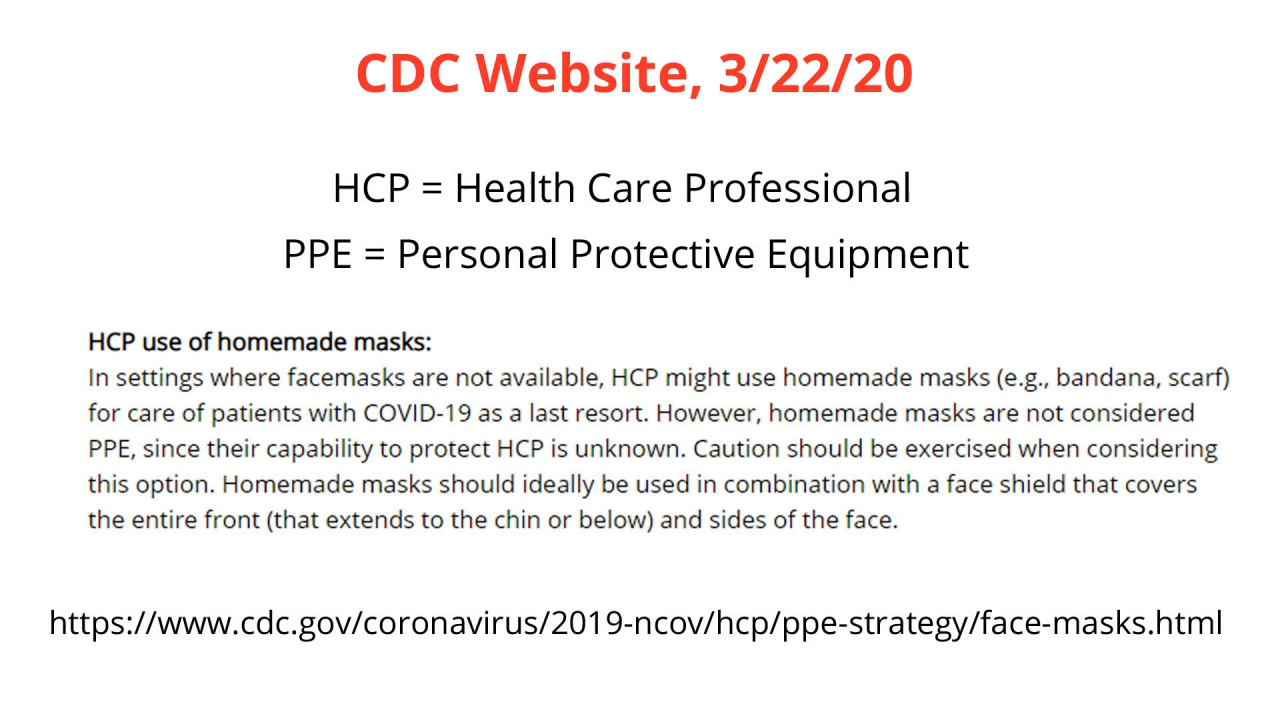 CDC Website, 3/22/20
HCP = Health Care Professional
PPE = Personal Protective Equipment
HCP use of homemade masks:
In settings where facemasks are not available, HCP might use homemade masks (e.g., bandana, scarf)
for care of patients with COVID-19 as a last resort. However, homemade masks are not considered
PPE, since their capability to protect HCP is unknown. Caution should be exercised when considering
this option. Homemade masks should ideally be used in combination with a face shield that covers
the entire front (that extends to the chin or below) and sides of the face.
https://www.cdc.gov/coronavirus/2019-ncov/hcp/ppe-strategy/face-masks.html